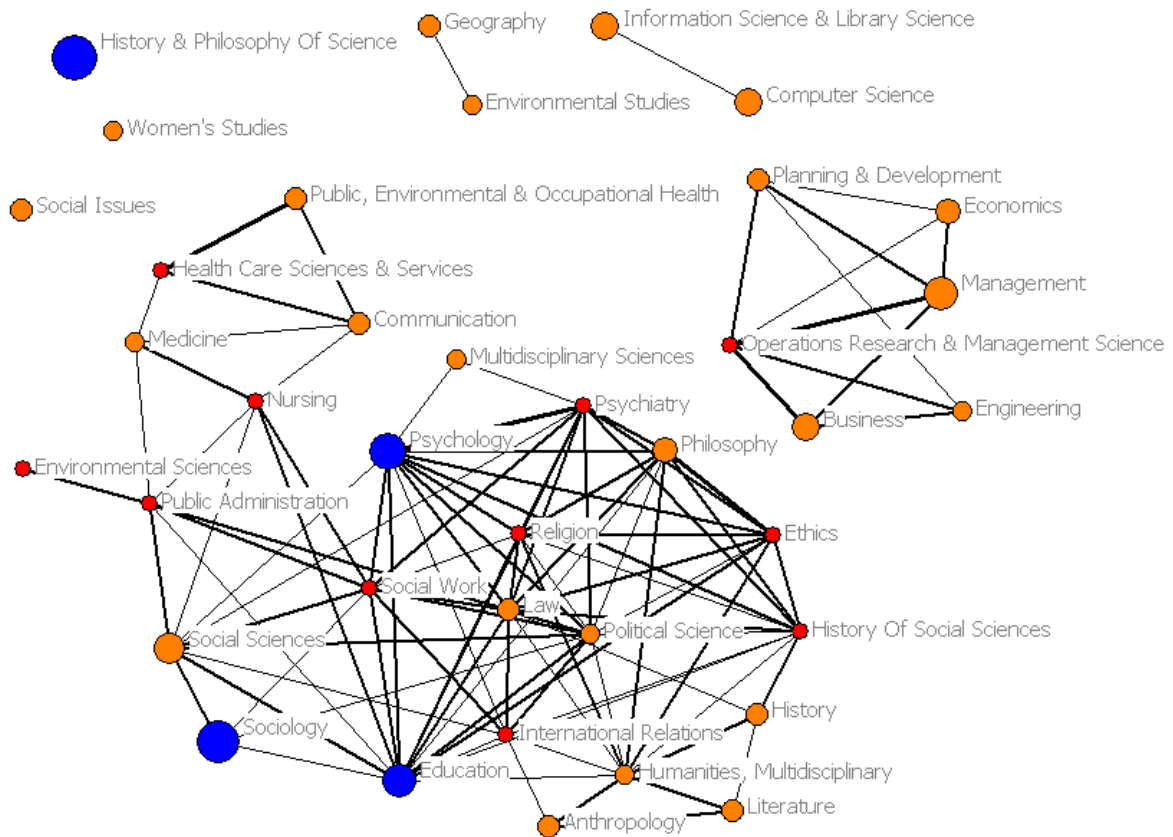 Geography
Information Science & Library Science
History & Philosophy Of Science
Environmental Studies
Computer Science
Women's Studies
Planning & Development
Public, Environmental & Occupational Health
Social Issues
Economics
Health Care Sciences & Services
Management
Communication
Medicine
Operations Research & Management Science
Multidisciplinary Sciences
Nursing
Psychiatry
Engineering
Business
Psychology
Philosophy
Environmental Sciences
Public Administration
Religion
Ethics
Social Work
Law
Social Sciences
Political Science
History Of Social Sciences
History
Sociology
International Relations
Education
Humanities, Multidisciplinary
Literature
Anthropology